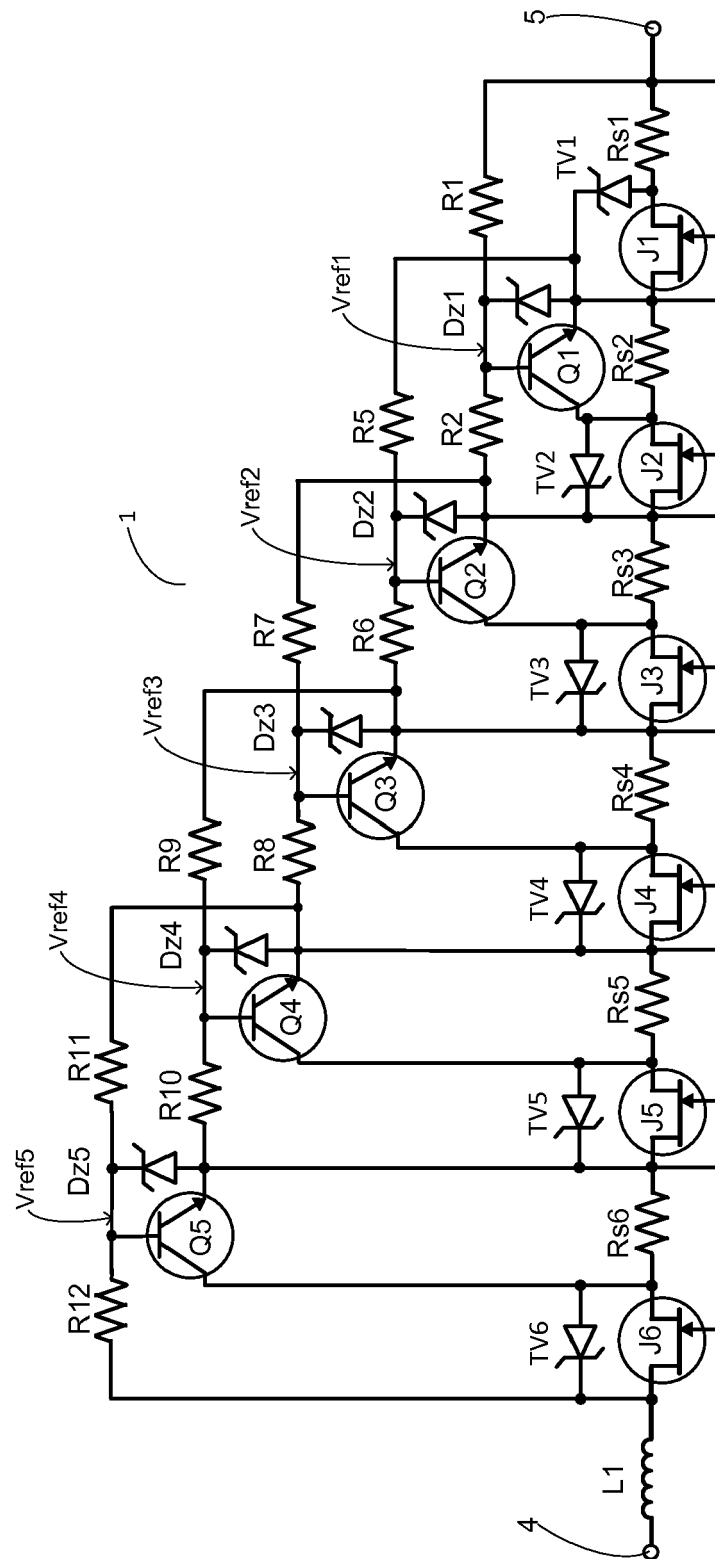 1
Vref5
Vref4
Vref3
Vref2
Vref1
R12
Dz5
R11
Q5
R10
Dz4
R9
Q4
R8
Dz3
R7
Q3
R6
Dz2
R5
Q2
R2
Dz1
R1
Q1
TV6
TV5
TV4
TV3
TV2
TV1
4
L1
J6
Rs6
J5
Rs5
J4
Rs4
J3
Rs3
J2
Rs2
J1
Rs1
5